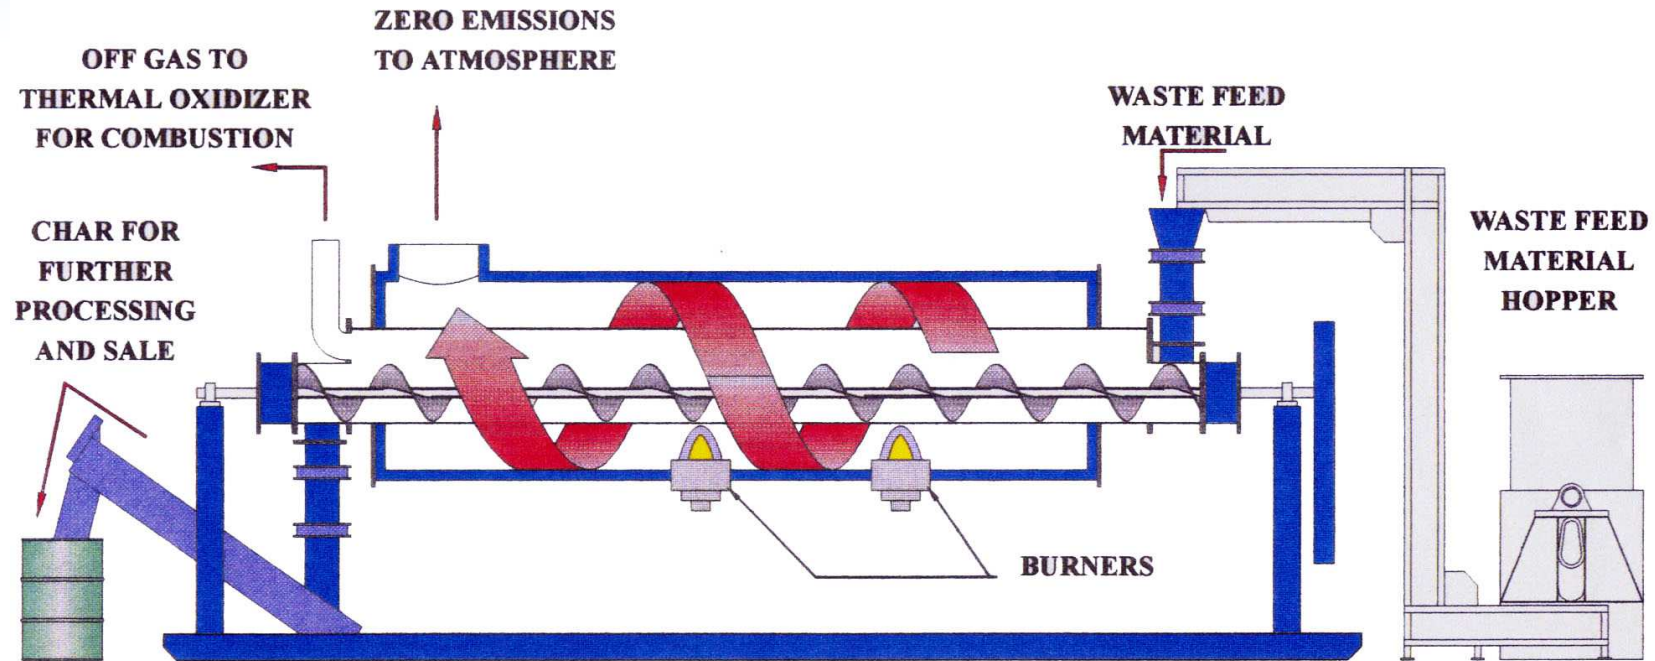 ZERO EMISSIONS
TO ATMOSPHERE
OFF GAS TO
THERMAL OXIDIZER
FOR COMBUSTION
WASTE FEED
MATERIAL
CHAR FOR
FURTHER
PROCESSING
AND SALE
WASTE FEED
MATERIAL
HOPPER
BURNERS